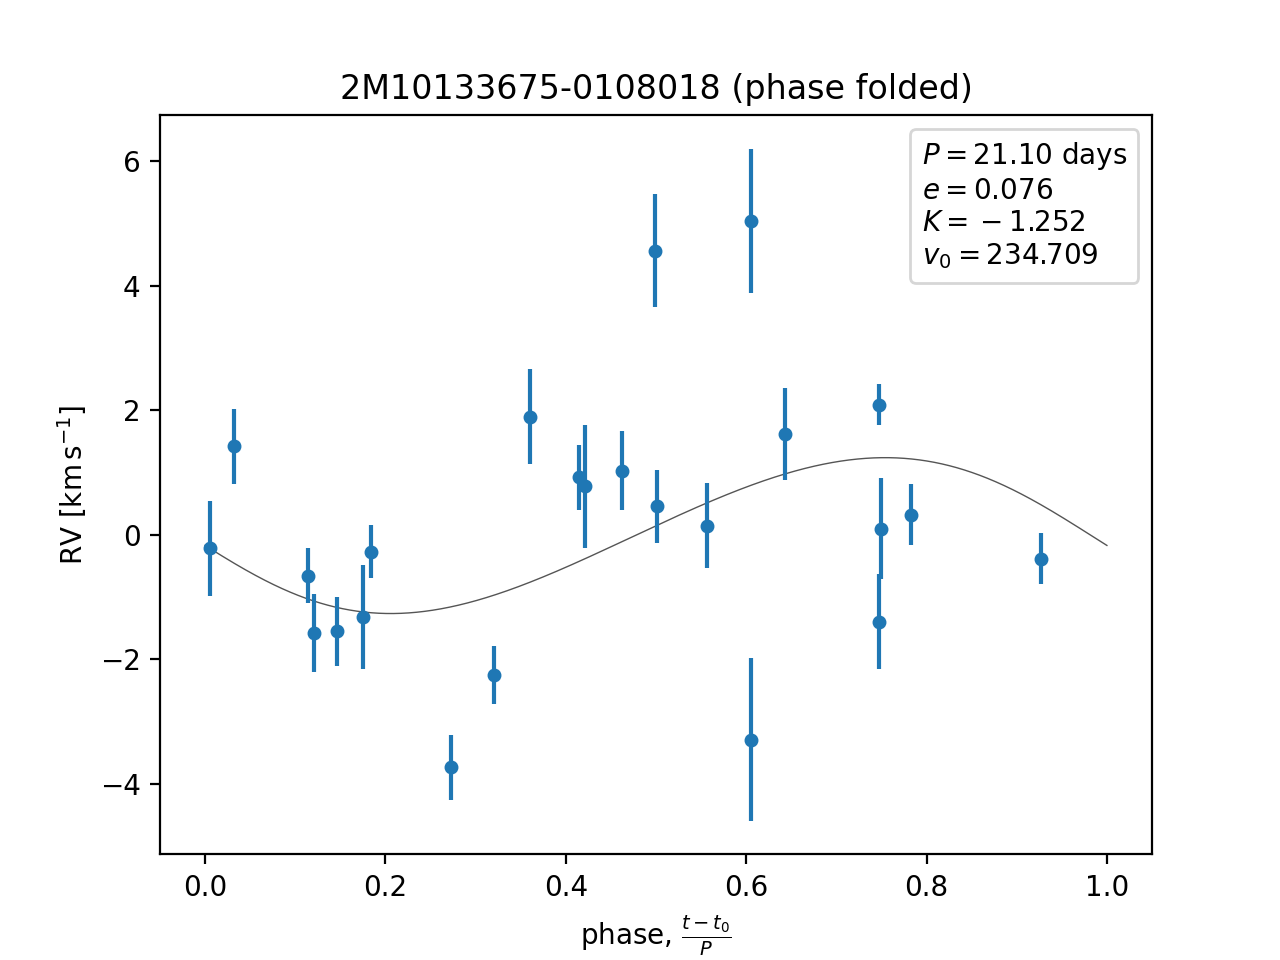 2M10133675-0108018 (phase folded)
P = 21.10 days
e = 0.076
K = −1.252
v₀ = 234.709
6
4
2
0
−2
−4
RV [km s⁻¹]
0.0 0.2 0.4 0.6 0.8 1.0
phase, (t − t₀)/P